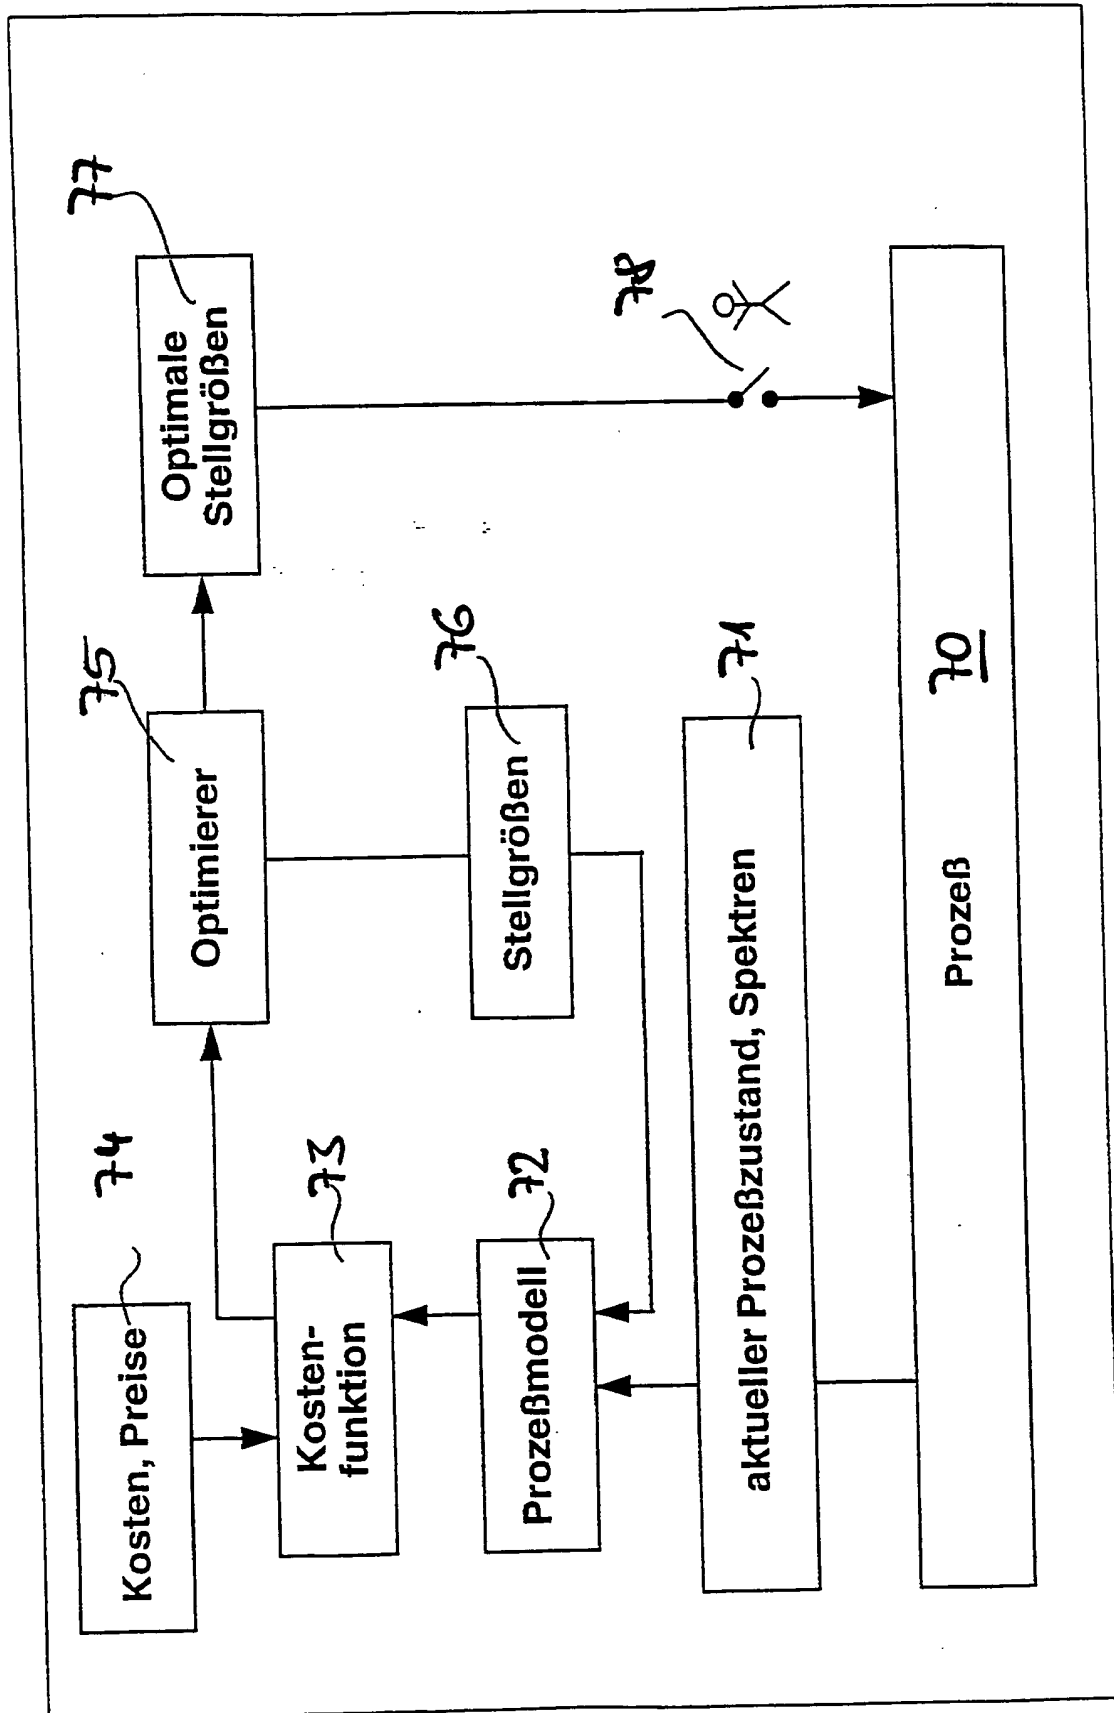 Kosten, Preise
74
Kosten-
funktion
73
Optimierer
75
Optimale
Stellgrößen
77
Prozeßmodell
72
Stellgrößen
76
78
aktueller Prozeßzustand, Spektren
71
Prozeß
70